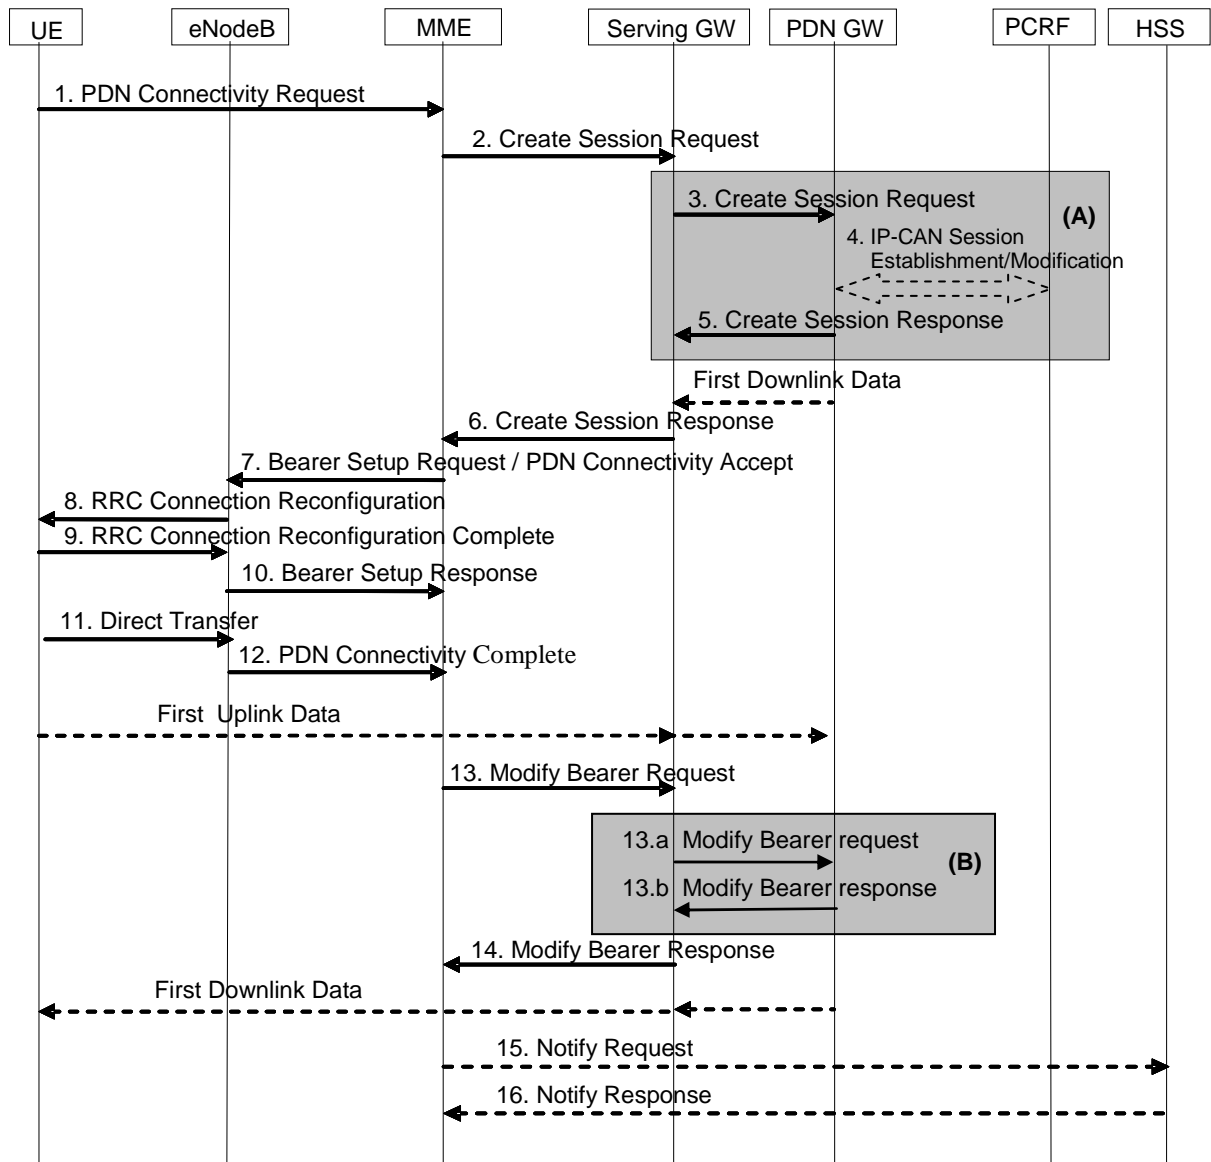 UE
eNodeB
MME
Serving GW
PDN GW
PCRF
HSS
1. PDN Connectivity Request
2. Create Session Request
3. Create Session Request
(A)
4. IP-CAN Session
Establishment/Modification
5. Create Session Response
First Downlink Data
6. Create Session Response
7. Bearer Setup Request / PDN Connectivity Accept
8. RRC Connection Reconfiguration
9. RRC Connection Reconfiguration Complete
10. Bearer Setup Response
11. Direct Transfer
12. PDN Connectivity Complete
First Uplink Data
13. Modify Bearer Request
13.a Modify Bearer request
(B)
13.b Modify Bearer response
14. Modify Bearer Response
First Downlink Data
15. Notify Request
16. Notify Response